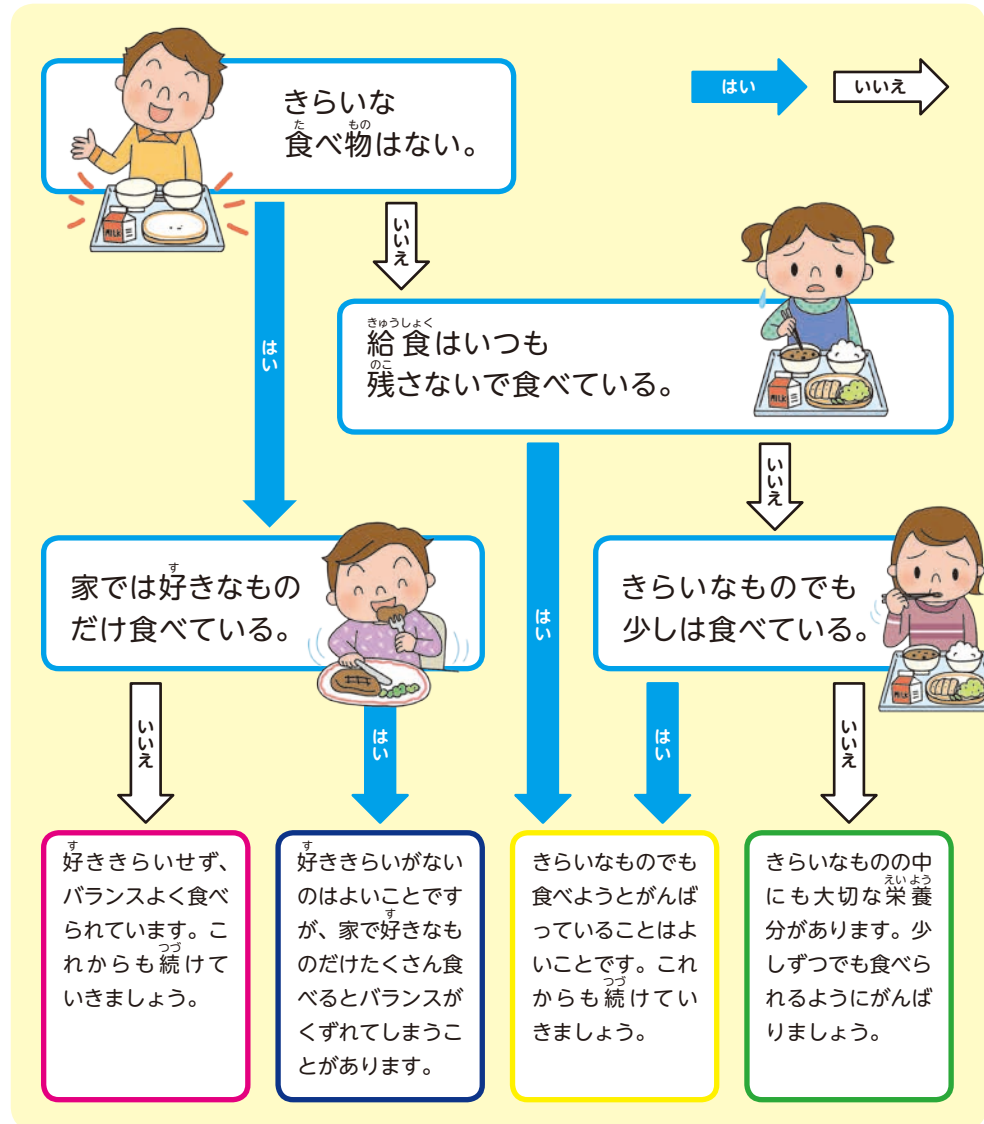 はい
いいえ
きらいな
食べ物はない。
いいえ
はい
給食はいつも
残さないで食べている。
はい
いいえ
家では好きなもの
だけ食べている。
きらいなものでも
少しは食べている。
いいえ
はい
はい
いいえ
好ききらいせず、
バランスよく食べ
られています。こ
れからも続けて
いきましょう。
好ききらいがない
のはよいことです
が、家で好きなも
のだけたくさん食
べるとバランスが
くずれてしまうこ
とがあります。
きらいなものでも
食べようとがんば
っていることはよ
いことです。これ
からも続けてい
きましょう。
きらいなものの中
にも大切な栄養
分があります。少
しずつでも食べら
れるようにがんば
りましょう。
MILK
MILK
MILK